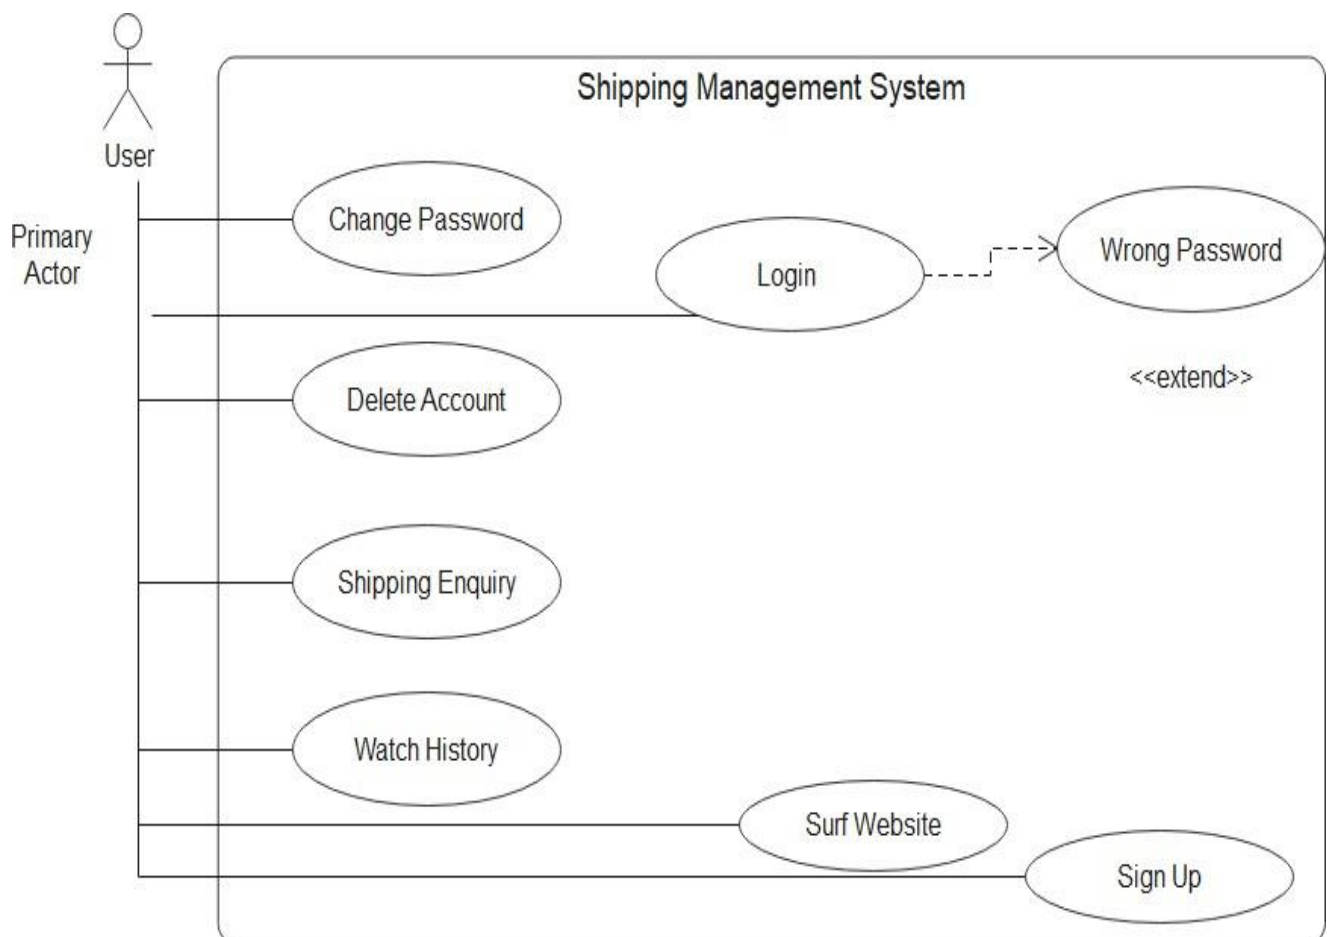 Shipping Management System
User
Primary
Actor
Change Password
Login
Wrong Password
<<extend>>
Delete Account
Shipping Enquiry
Watch History
Surf Website
Sign Up